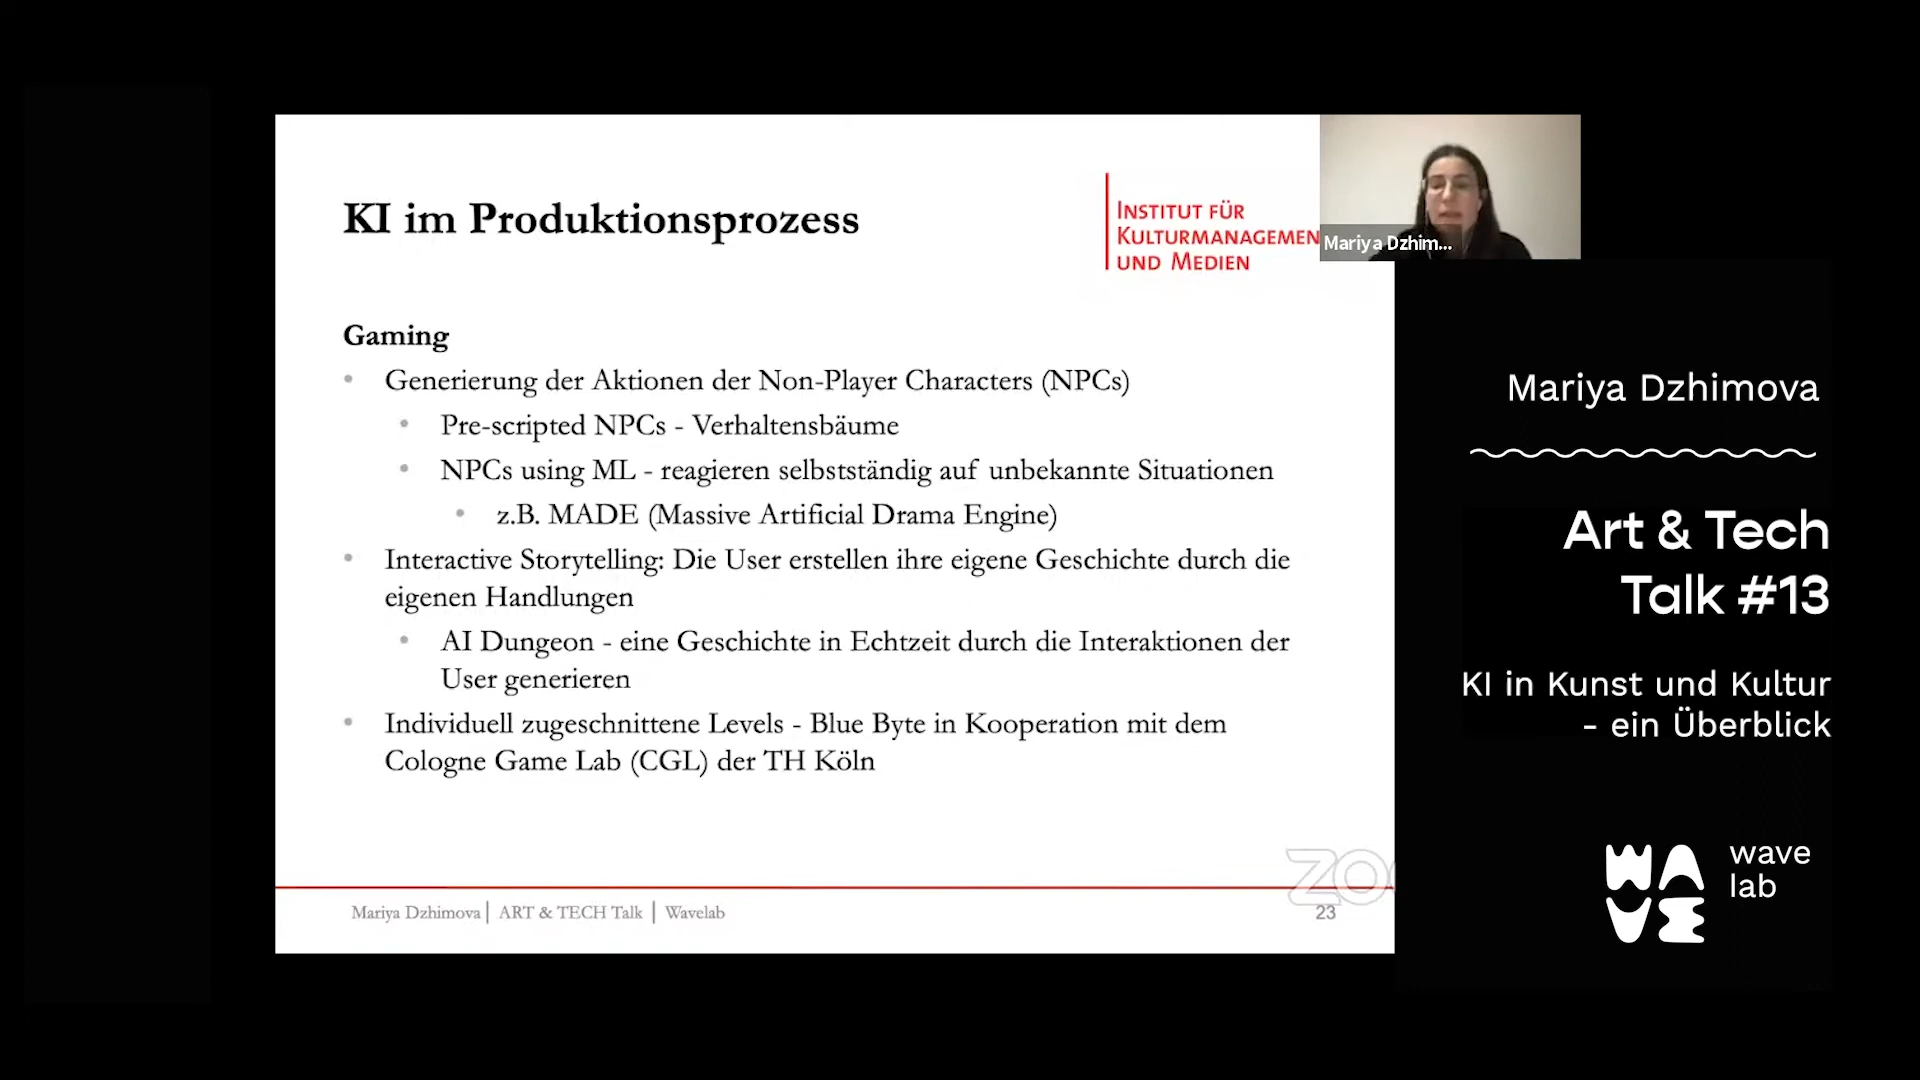 KI im Produktionsprozess
INSTITUT FÜR
KULTURMANAGEMEN
UND MEDIEN
Mariya Dzhim...
Gaming
• Generierung der Aktionen der Non-Player Characters (NPCs)
• Pre-scripted NPCs - Verhaltensbäume
• NPCs using ML - reagieren selbstständig auf unbekannte Situationen
• z.B. MADE (Massive Artificial Drama Engine)
• Interactive Storytelling: Die User erstellen ihre eigene Geschichte durch die
eigenen Handlungen
• AI Dungeon - eine Geschichte in Echtzeit durch die Interaktionen der
User generieren
• Individuell zugeschnittene Levels - Blue Byte in Kooperation mit dem
Cologne Game Lab (CGL) der TH Köln
ZO
Mariya Dzhimova | ART & TECH Talk | Wavelab
23
Mariya Dzhimova
Art & Tech
Talk #13
KI in Kunst und Kultur
- ein Überblick
WAVE
wave
lab